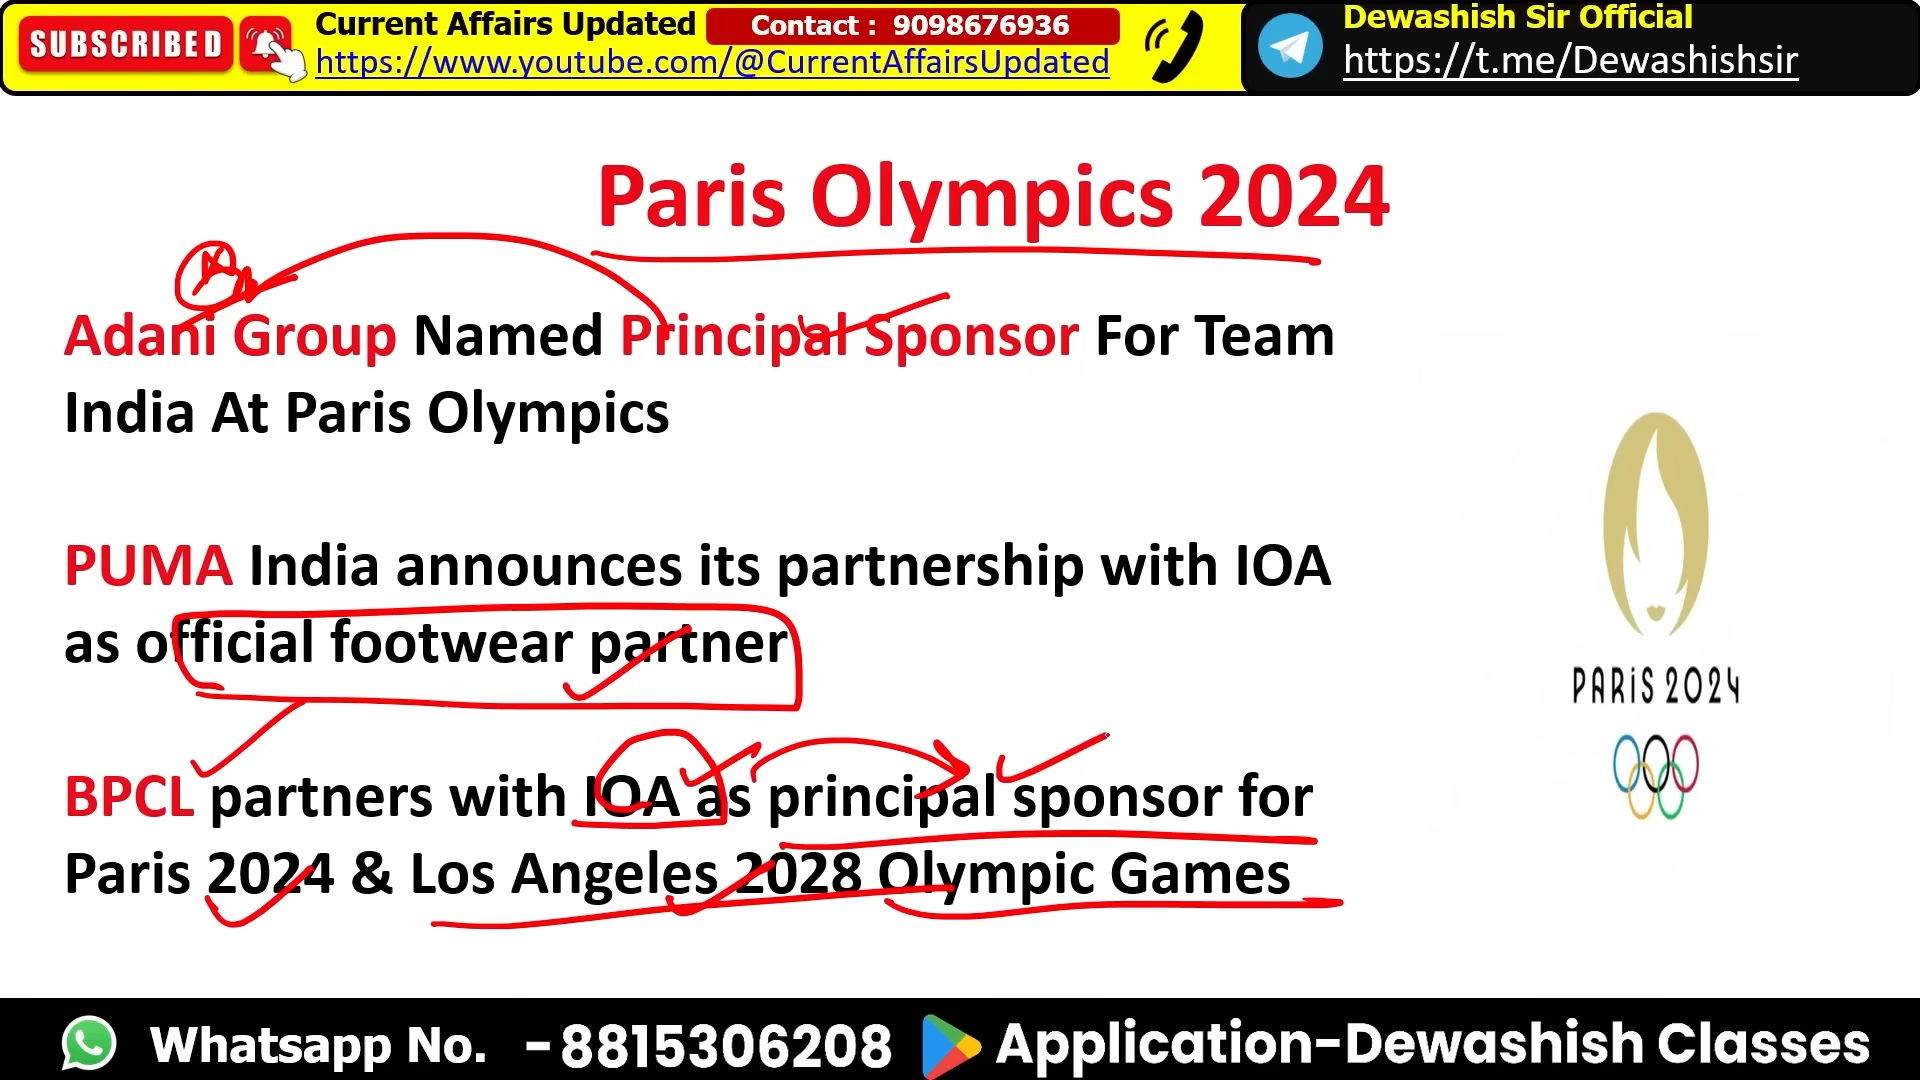 SUBSCRIBED
Current Affairs Updated
Contact : 9098676936
https://www.youtube.com/@CurrentAffairsUpdated
Dewashish Sir Official
https://t.me/Dewashishsir
Paris Olympics 2024
Adani Group Named Principal Sponsor For Team
India At Paris Olympics
PUMA India announces its partnership with IOA
as official footwear partner
BPCL partners with IOA as principal sponsor for
Paris 2024 & Los Angeles 2028 Olympic Games
PARIS 2024
Whatsapp No. -8815306208
Application-Dewashish Classes